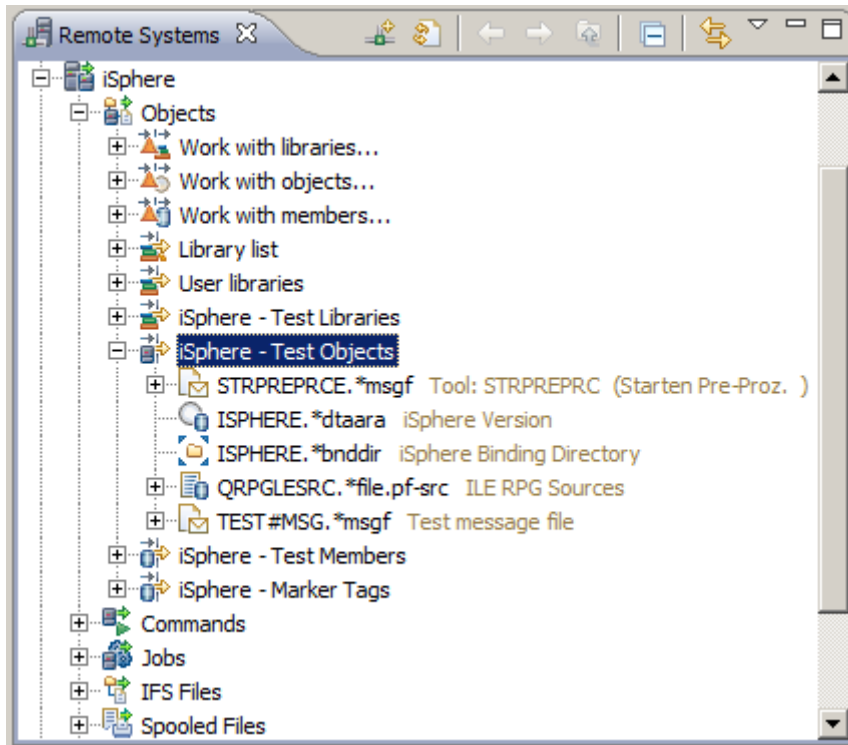 Remote Systems
iSphere
Objects
Work with libraries...
Work with objects...
Work with members...
Library list
User libraries
iSphere - Test Libraries
iSphere - Test Objects
STRPREPRCE.*msgf Tool: STRPREPRC (Starten Pre-Proz. )
ISPHERE.*dtaara iSphere Version
ISPHERE.*bnddir iSphere Binding Directory
QRPGLESRC.*file.pf-src ILE RPG Sources
TEST#MSG.*msgf Test message file
iSphere - Test Members
iSphere - Marker Tags
Commands
Jobs
IFS Files
Spooled Files